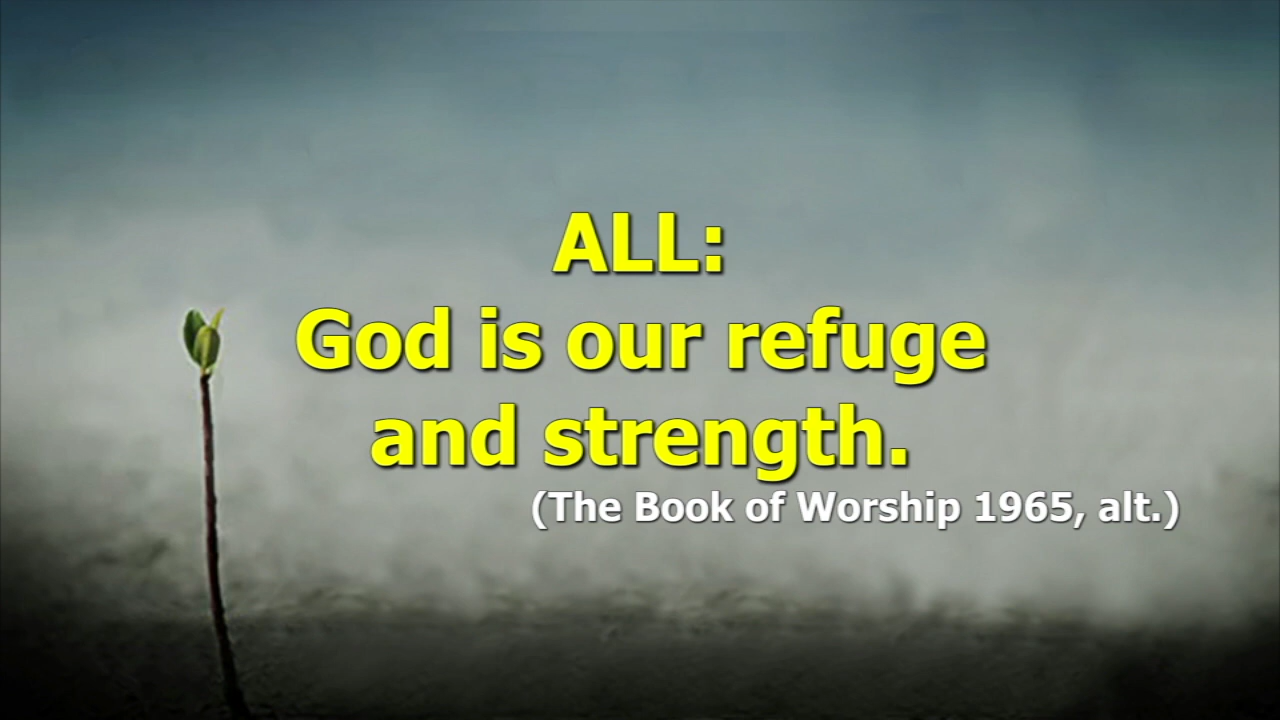 ALL:
God is our refuge
and strength.
(The Book of Worship 1965, alt.)